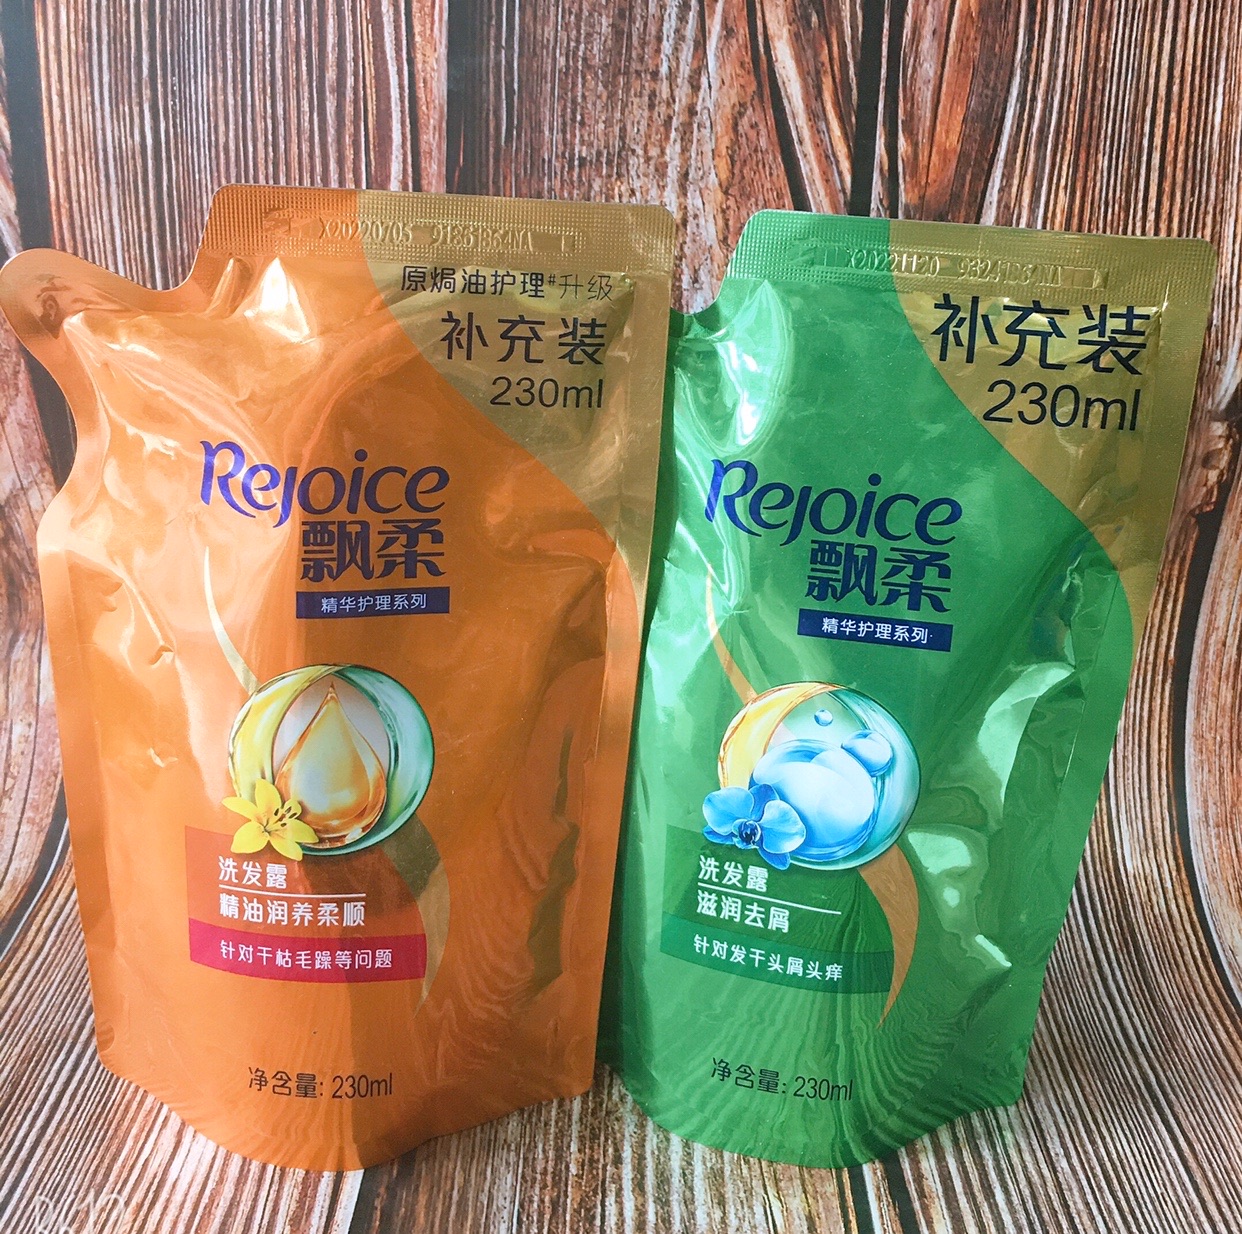 X20220705
原焗油护理#升级
补充装
230ml
Rejoice
飘柔
精华护理系列
洗发露
精油润养柔顺
针对干枯毛躁等问题
净含量: 230ml
补充装
230ml
Rejoice
飘柔
精华护理系列
洗发露
滋润去屑
针对发干头屑头痒
净含量: 230ml